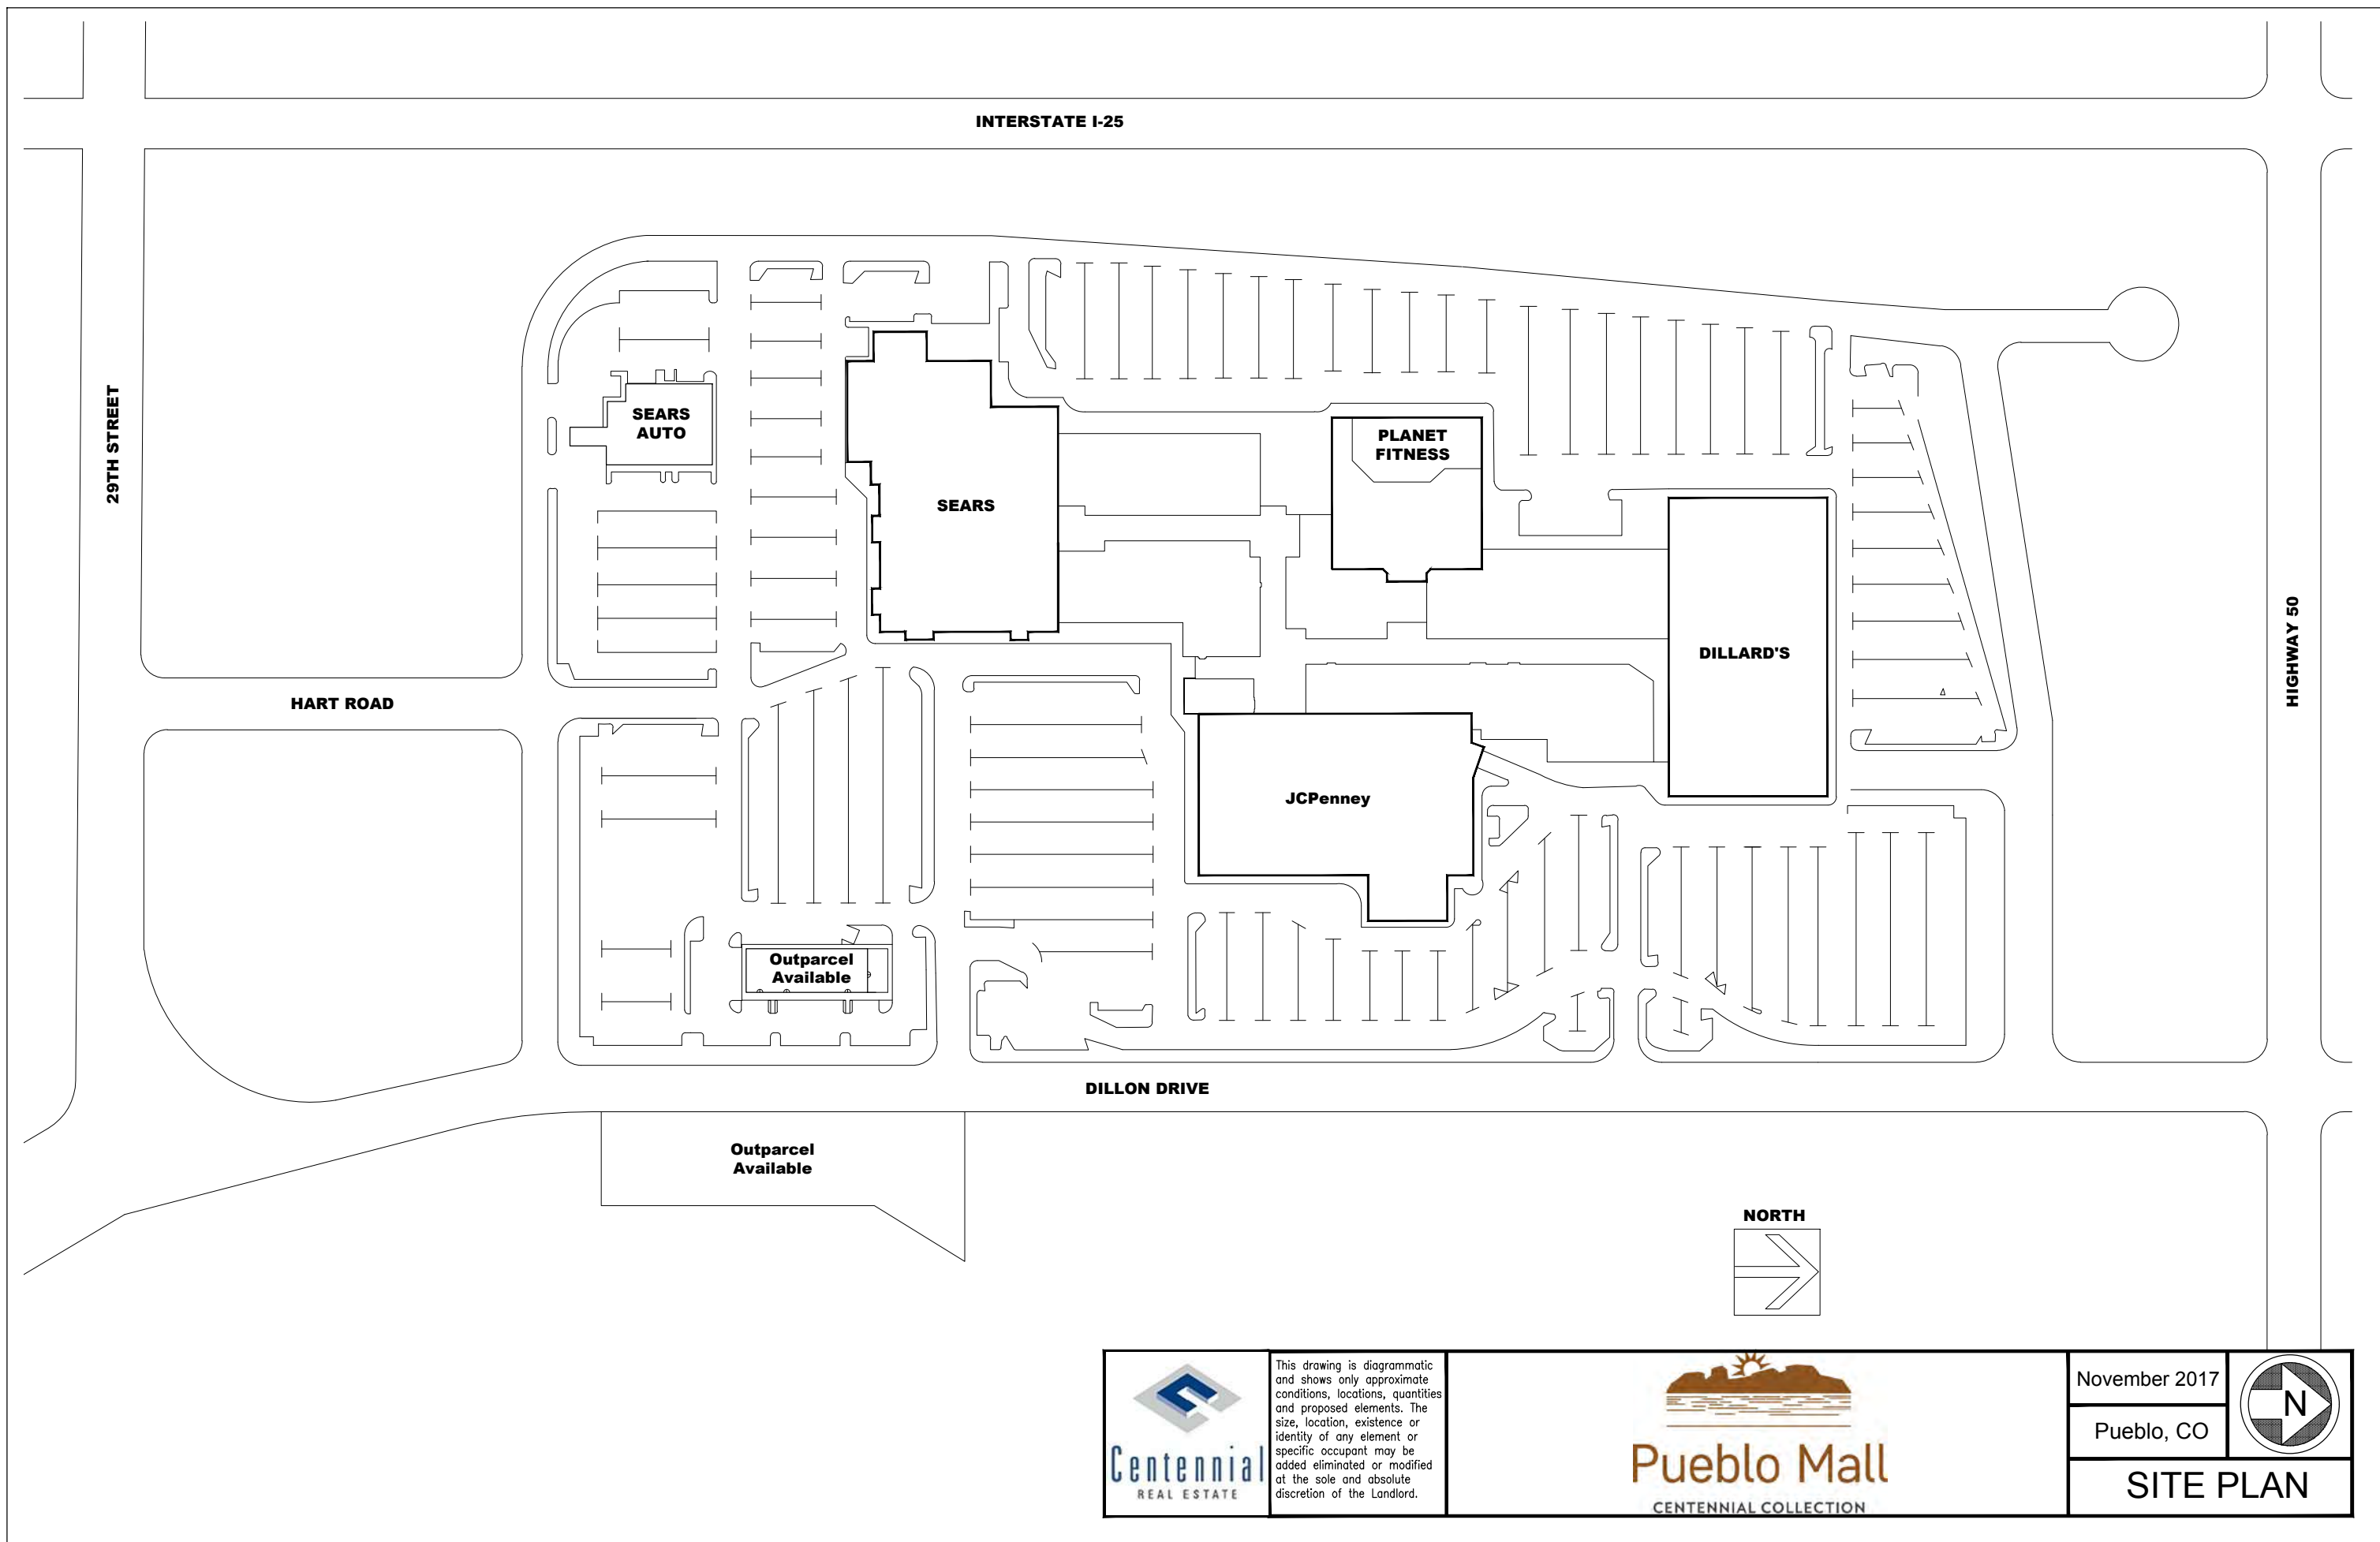 INTERSTATE I-25
29TH STREET
SEARS
AUTO
PLANET
FITNESS
SEARS
HIGHWAY 50
DILLARD'S
HART ROAD
JCPenney
Outparcel
Available
DILLON DRIVE
Outparcel
Available
NORTH
Centennial
REAL ESTATE
This drawing is diagrammatic
and shows only approximate
conditions, locations, quantities
and proposed elements. The
size, location, existence or
identity of any element or
specific occupant may be
added eliminated or modified
at the sole and absolute
discretion of the Landlord.
Pueblo Mall
CENTENNIAL COLLECTION
November 2017
Pueblo, CO
N
SITE PLAN